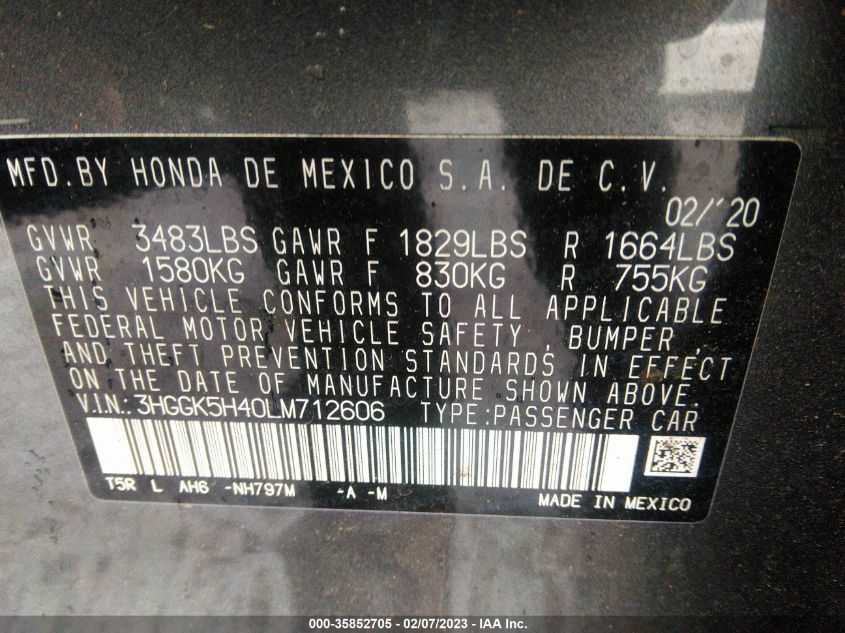 MFD.BY HONDA DE MEXICO S.A. DE C.V.
02/'20
GVWR 3483LBS GAWR F 1829LBS R 1664LBS
GVWR 1580KG GAWR F 830KG R 755KG
THIS VEHICLE CONFORMS TO ALL APPLICABLE
FEDERAL MOTOR VEHICLE SAFETY , BUMPER ,
AND THEFT PREVENTION STANDARDS IN EFFECT
ON THE DATE OF MANUFACTURE SHOWN ABOVE.
V.I.N.:3HGGK5H40LM712606 TYPE:PASSENGER CAR
T5R L AH6 -NH797M -A -M
MADE IN MEXICO
000-35852705 - 02/07/2023 - IAA Inc.